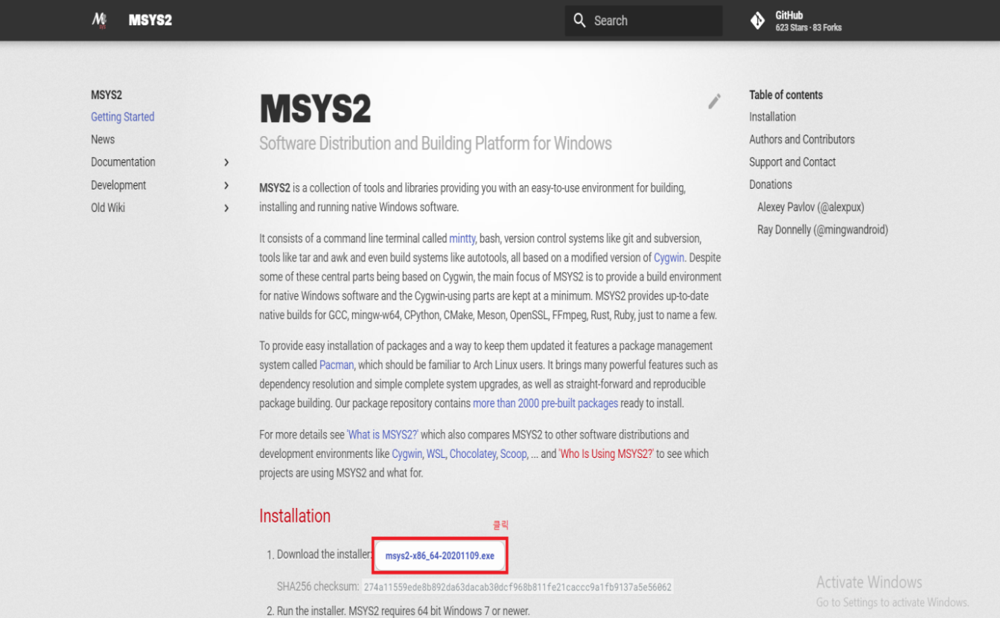 MSYS2
Search
GitHub
623 Stars · 83 Forks
MSYS2
Getting Started
News
Documentation
Development
Old Wiki
MSYS2
Software Distribution and Building Platform for Windows
MSYS2 is a collection of tools and libraries providing you with an easy-to-use environment for building,
installing and running native Windows software.
It consists of a command line terminal called mintty, bash, version control systems like git and subversion,
tools like tar and awk and even build systems like autotools, all based on a modified version of Cygwin. Despite
some of these central parts being based on Cygwin, the main focus of MSYS2 is to provide a build environment
for native Windows software and the Cygwin-using parts are kept at a minimum. MSYS2 provides up-to-date
native builds for GCC, mingw-w64, CPython, CMake, Meson, OpenSSL, FFmpeg, Rust, Ruby, just to name a few.
To provide easy installation of packages and a way to keep them updated it features a package management
system called Pacman, which should be familiar to Arch Linux users. It brings many powerful features such as
dependency resolution and simple complete system upgrades, as well as straight-forward and reproducible
package building. Our package repository contains more than 2000 pre-built packages ready to install.
For more details see 'What is MSYS2?' which also compares MSYS2 to other software distributions and
development environments like Cygwin, WSL, Chocolatey, Scoop, ... and 'Who Is Using MSYS2?' to see which
projects are using MSYS2 and what for.
Installation
클릭
1. Download the installer: msys2-x86_64-20201109.exe
SHA256 checksum: 274a11559ede8b892da63dacab30dcf968b811fe21caccc9a1fb9137a5e56062
2. Run the installer. MSYS2 requires 64 bit Windows 7 or newer.
Table of contents
Installation
Authors and Contributors
Support and Contact
Donations
Alexey Pavlov (@alexpux)
Ray Donnelly (@mingwandroid)
Activate Windows
Go to Settings to activate Windows.